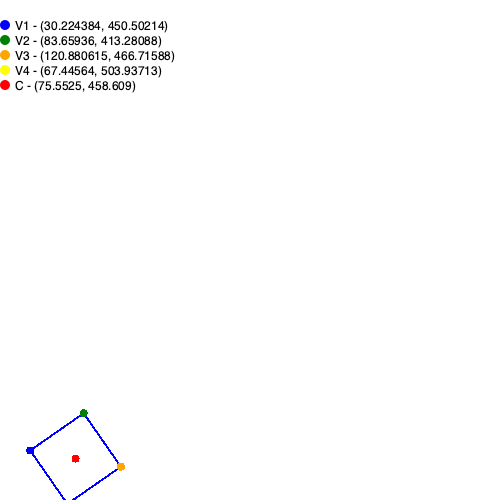 V1 - (30.224384, 450.50214)
V2 - (83.65936, 413.28088)
V3 - (120.880615, 466.71588)
V4 - (67.44564, 503.93713)
C - (75.5525, 458.609)